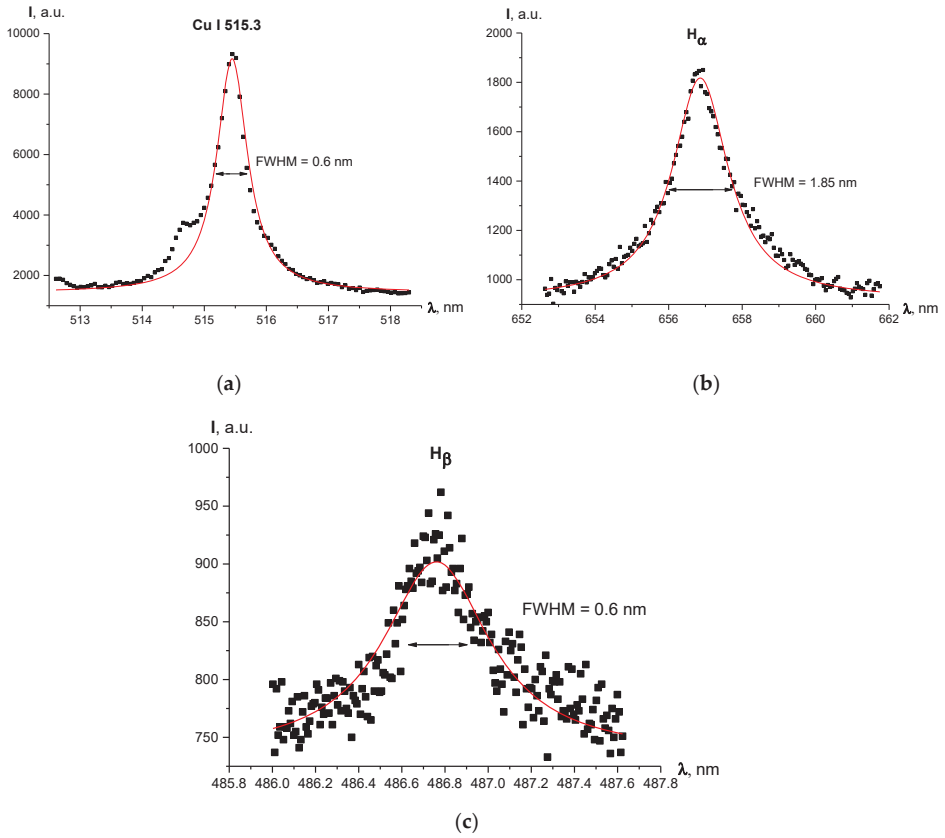 I, a.u.
Cu I 515.3
10000
8000
6000
4000
2000
FWHM = 0.6 nm
513 514 515 516 517 518
λ, nm
(a)
I, a.u.
Hα
2000
1800
1600
1400
1200
1000
FWHM = 1.85 nm
652 654 656 658 660 662
λ, nm
(b)
I, a.u.
Hβ
1000
950
900
850
800
750
FWHM = 0.6 nm
485.8 486.0 486.2 486.4 486.6 486.8 487.0 487.2 487.4 487.6 487.8
λ, nm
(c)